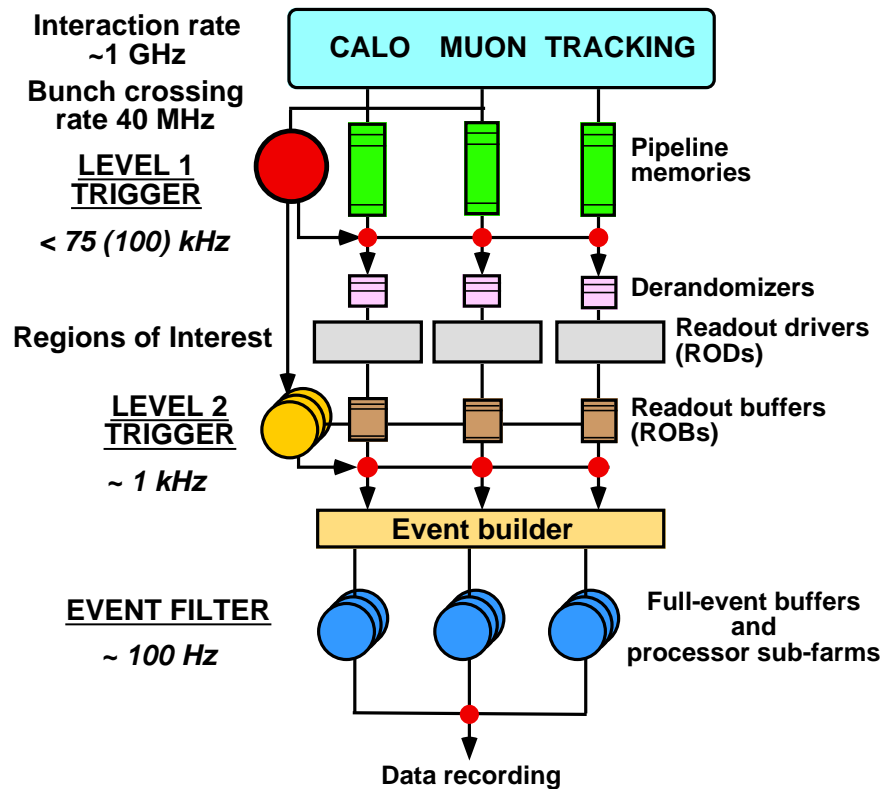 Interaction rate
~1 GHz
CALO MUON TRACKING
Bunch crossing
rate 40 MHz
LEVEL 1
TRIGGER
Pipeline
memories
< 75 (100) kHz
Derandomizers
Regions of Interest
Readout drivers
(RODs)
LEVEL 2
TRIGGER
Readout buffers
(ROBs)
~ 1 kHz
Event builder
EVENT FILTER
~ 100 Hz
Full-event buffers
and
processor sub-farms
Data recording